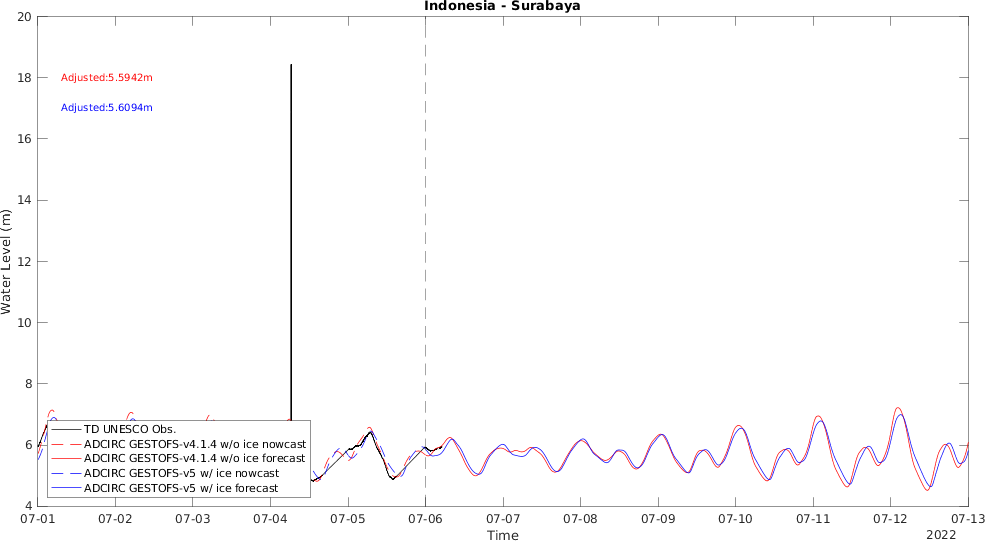 Indonesia - Surabaya
20
18
16
14
12
10
8
6
4
Water Level (m)
Adjusted:5.5942m
Adjusted:5.6094m
TD UNESCO Obs.
ADCIRC GESTOFS-v4.1.4 w/o ice nowcast
ADCIRC GESTOFS-v4.1.4 w/o ice forecast
ADCIRC GESTOFS-v5 w/ ice nowcast
ADCIRC GESTOFS-v5 w/ ice forecast
07-01 07-02 07-03 07-04 07-05 07-06 07-07 07-08 07-09 07-10 07-11 07-12 07-13
Time
2022